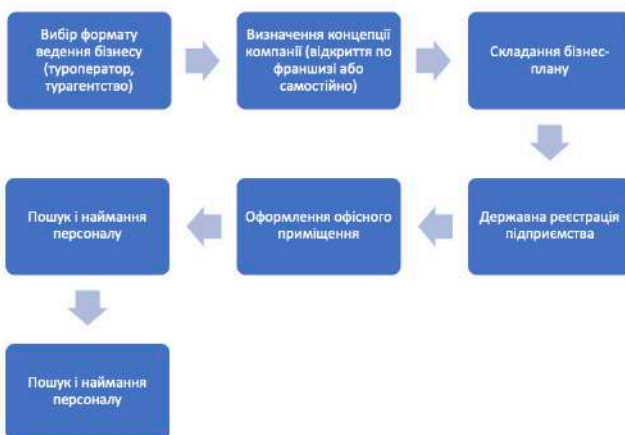 Вибір формату
ведення бізнесу
(туроператор,
турагентство)
Визначення концепції
компанії (відкриття по
франшизі або
самостійно)
Складання бізнес-
плану
Державна реєстрація
підприємства
Оформлення офісного
приміщення
Пошук і наймання
персоналу
Пошук і наймання
персоналу